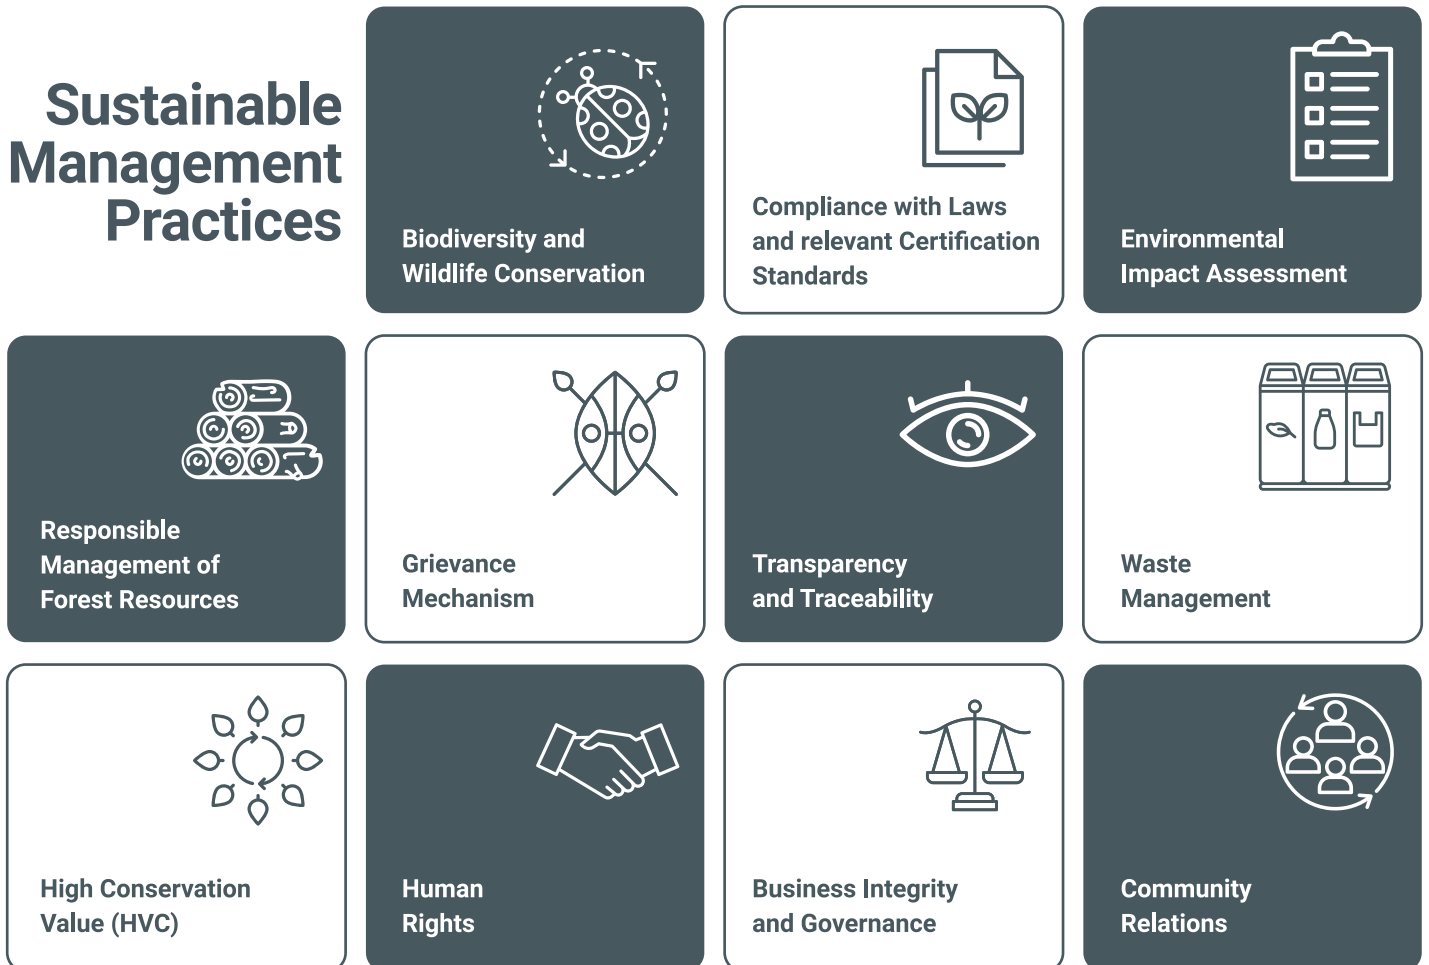 Sustainable
Management
Practices
Biodiversity and
Wildlife Conservation
Compliance with Laws
and relevant Certification
Standards
Environmental
Impact Assessment
Responsible
Management of
Forest Resources
Grievance
Mechanism
Transparency
and Traceability
Waste
Management
High Conservation
Value (HVC)
Human
Rights
Business Integrity
and Governance
Community
Relations